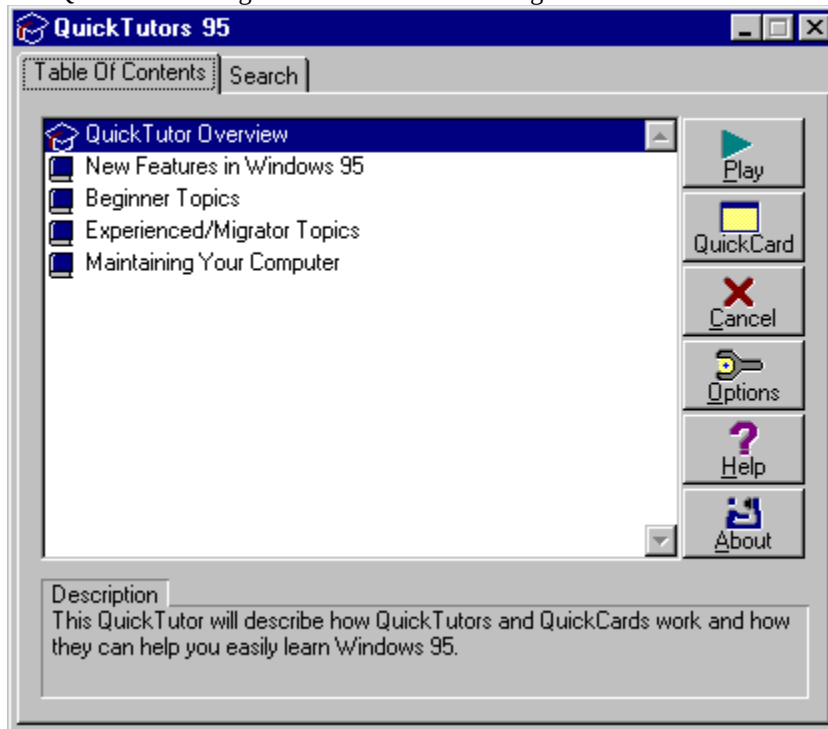 QuickTutors 95
Table Of Contents
Search
QuickTutor Overview
New Features in Windows 95
Beginner Topics
Experienced/Migrator Topics
Maintaining Your Computer
Play
QuickCard
Cancel
Options
Help
About
Description
This QuickTutor will describe how QuickTutors and QuickCards work and how
they can help you easily learn Windows 95.